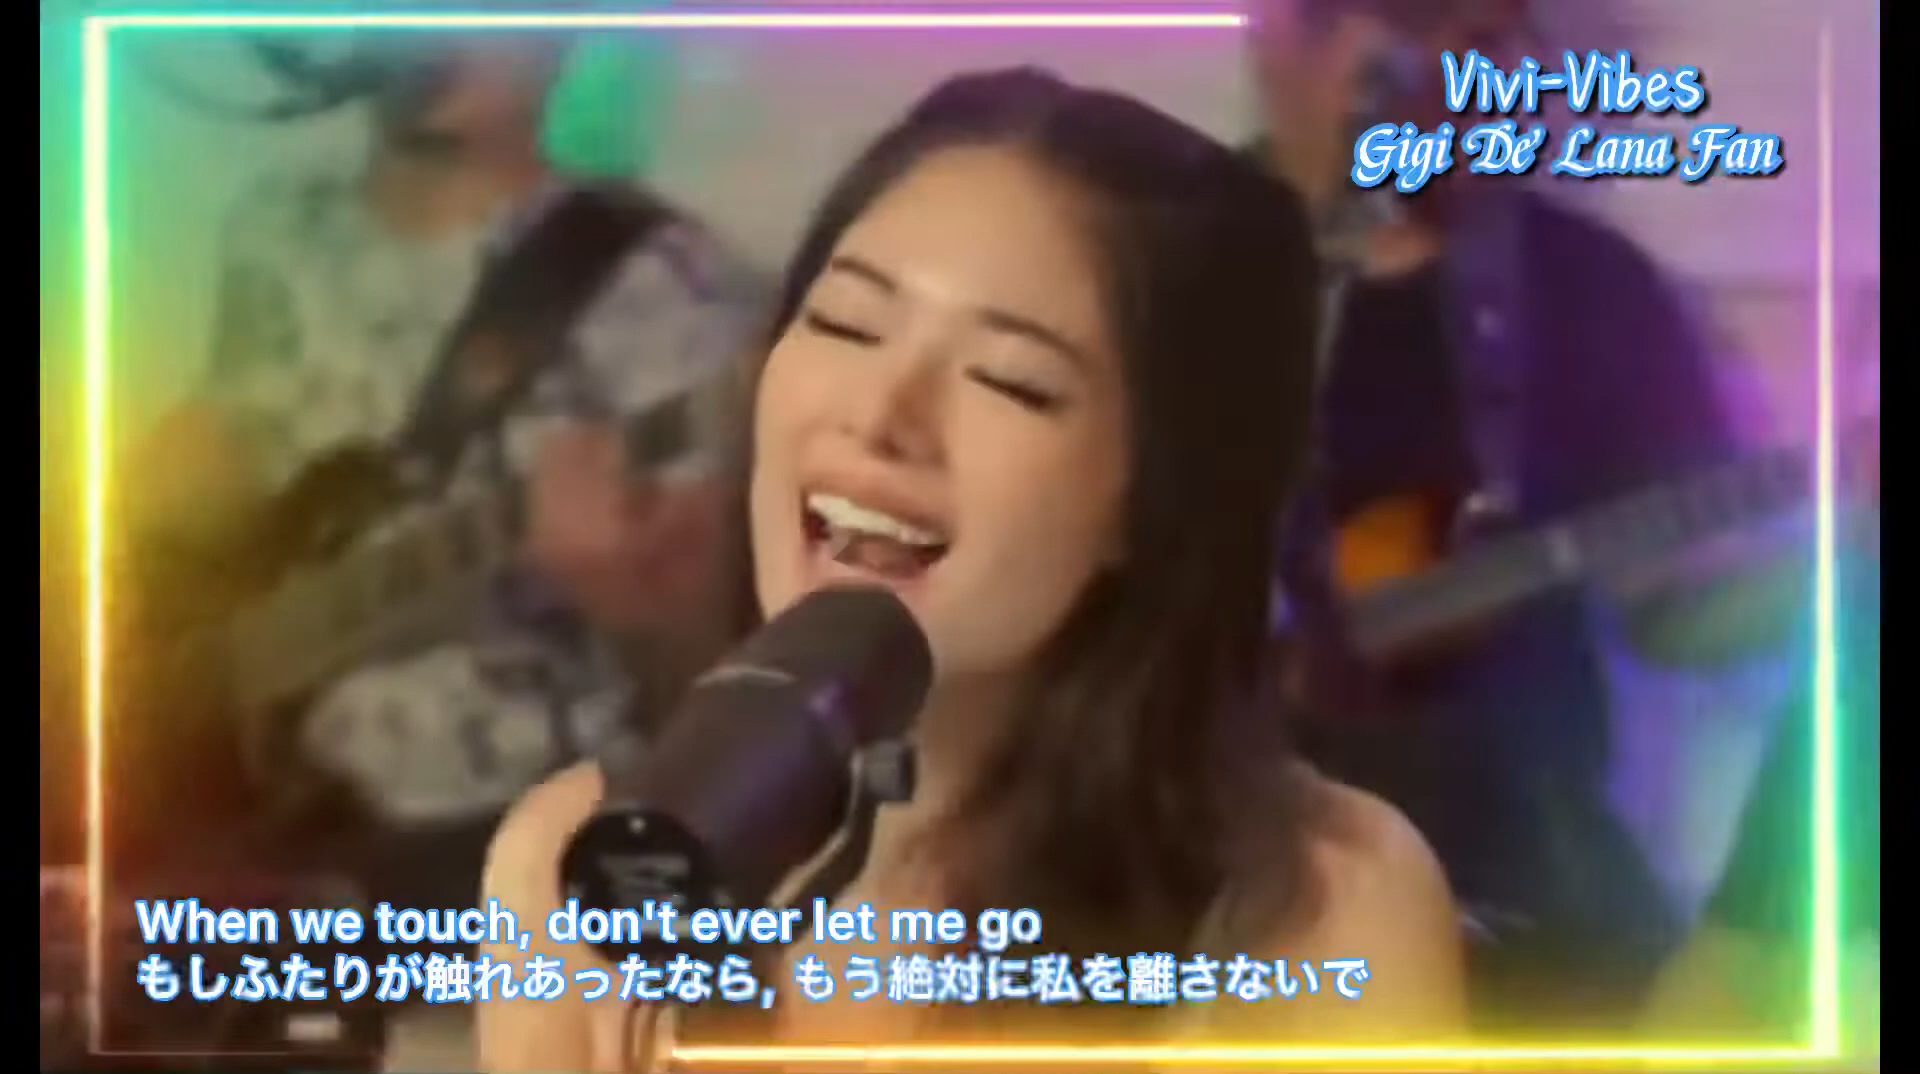 Vivi-Vibes
Gigi De' Lana Fan
When we touch, don't ever let me go
もしふたりが触れあったなら, もう絶対に私を離さないで